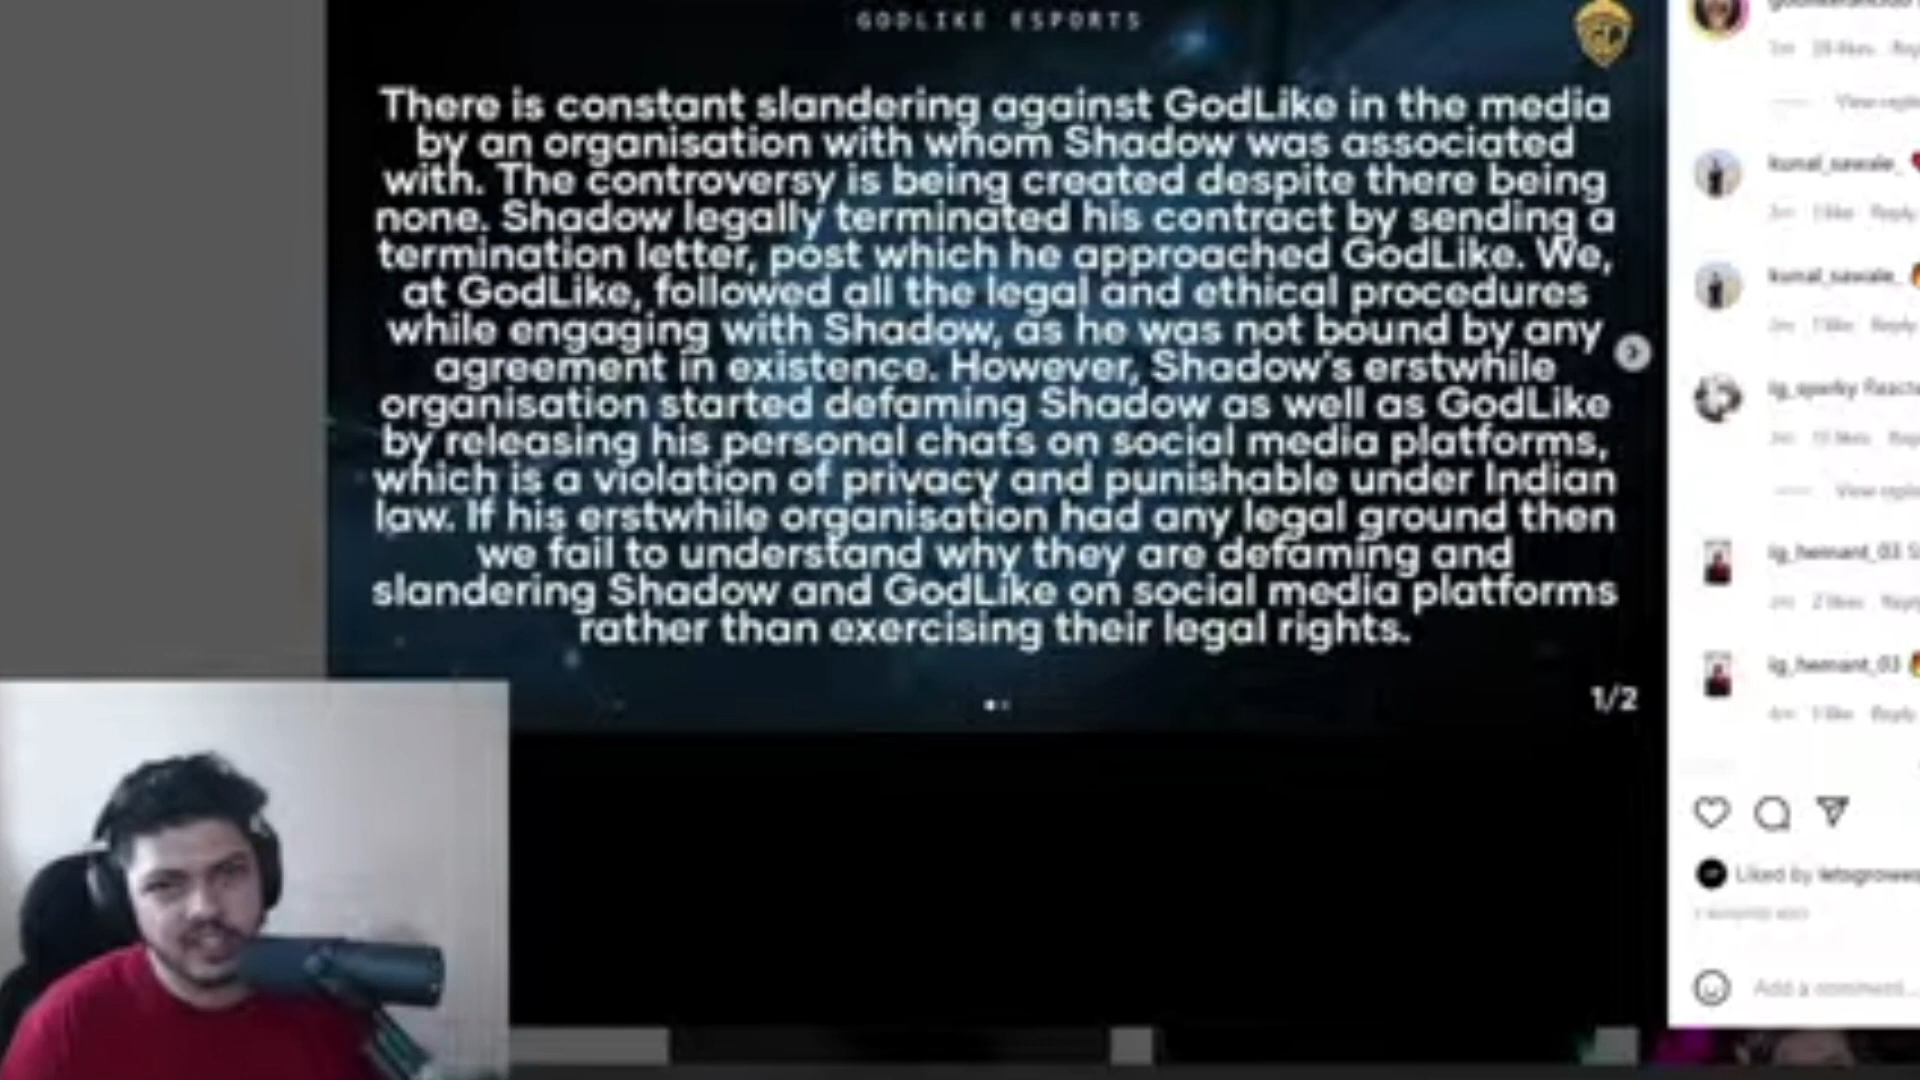 GODLIKE ESPORTS
There is constant slandering against GodLike in the media
by an organisation with whom Shadow was associated
with. The controversy is being created despite there being
none. Shadow legally terminated his contract by sending a
termination letter, post which he approached GodLike. We,
at GodLike, followed all the legal and ethical procedures
while engaging with Shadow, as he was not bound by any
agreement in existence. However, Shadow's erstwhile
organisation started defaming Shadow as well as GodLike
by releasing his personal chats on social media platforms,
which is a violation of privacy and punishable under Indian
law. If his erstwhile organisation had any legal ground then
we fail to understand why they are defaming and
slandering Shadow and GodLike on social media platforms
rather than exercising their legal rights.
1/2
kunal_sawale_
kunal_sawale_
ig_hemant_03
ig_hemant_03
Liked by
Add a comment...